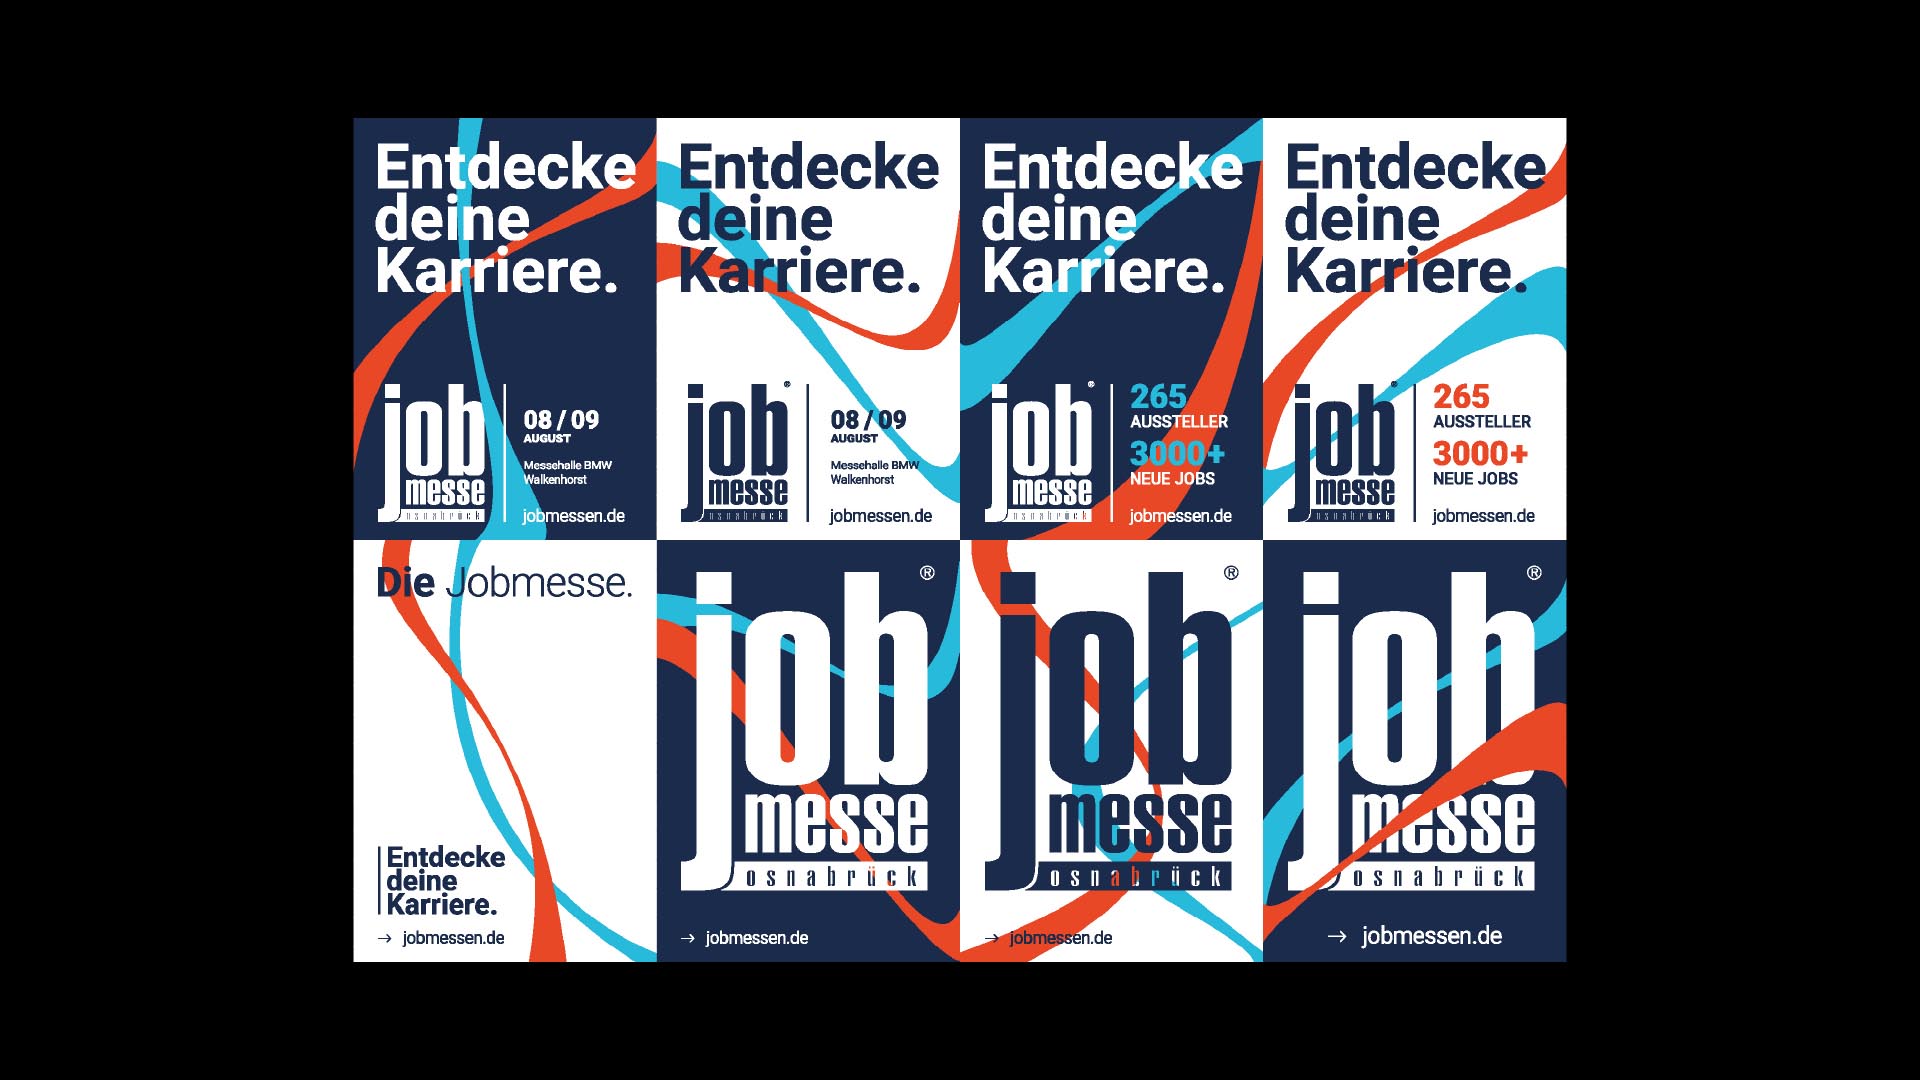 Entdecke
deine
Karriere.
job
messe
osnabrück
08 / 09
AUGUST
Messehalle BMW
Walkenhorst
jobmessen.de
Entdecke
deine
Karriere.
job®
messe
osnabrück
08 / 09
AUGUST
Messehalle BMW
Walkenhorst
jobmessen.de
Entdecke
deine
Karriere.
job®
messe
osnabrück
265
AUSSTELLER
3000+
NEUE JOBS
jobmessen.de
Entdecke
deine
Karriere.
job®
messe
osnabrück
265
AUSSTELLER
3000+
NEUE JOBS
jobmessen.de
Die Jobmesse.
Entdecke
deine
Karriere.
→ jobmessen.de
job®
messe
osnabrück
→ jobmessen.de
job®
messe
osnabrück
→ jobmessen.de
job®
messe
osnabrück
→ jobmessen.de